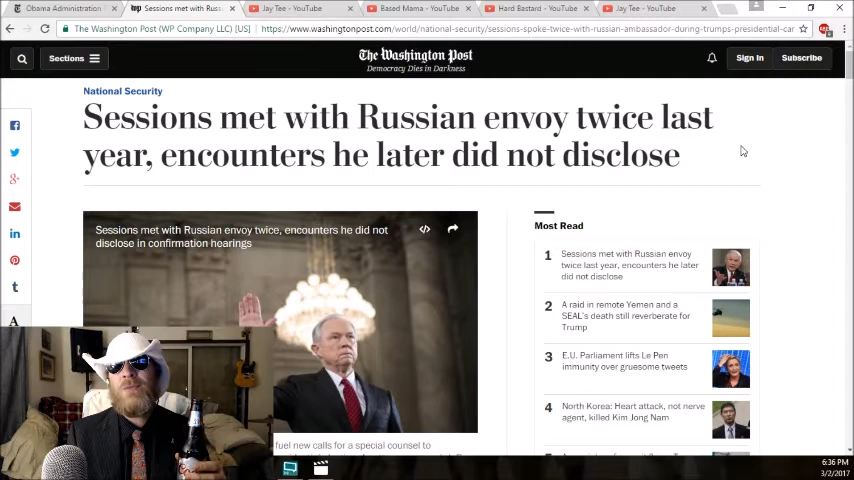 Obama Administration
Sessions met with Russ
Jay Tee - YouTube
Based Mama - YouTube
Hard Bastard - YouTube
Jay Tee - YouTube
The Washington Post (WP Company LLC) [US]
https://www.washingtonpost.com/world/national-security/sessions-spoke-twice-with-russian-ambassador-during-trumps-presidential-car
Sections
The Washington Post
Democracy Dies in Darkness
Sign In
Subscribe
National Security
Sessions met with Russian envoy twice last
year, encounters he later did not disclose
Sessions met with Russian envoy twice, encounters he did not
disclose in confirmation hearings
Most Read
1
Sessions met with Russian envoy
twice last year, encounters he later
did not disclose
2
A raid in remote Yemen and a
SEAL's death still reverberate for
Trump
3
E.U. Parliament lifts Le Pen
immunity over gruesome tweets
4
North Korea: Heart attack, not nerve
agent, killed Kim Jong Nam
A
fuel new calls for a special counsel to
6:36 PM
3/2/2017